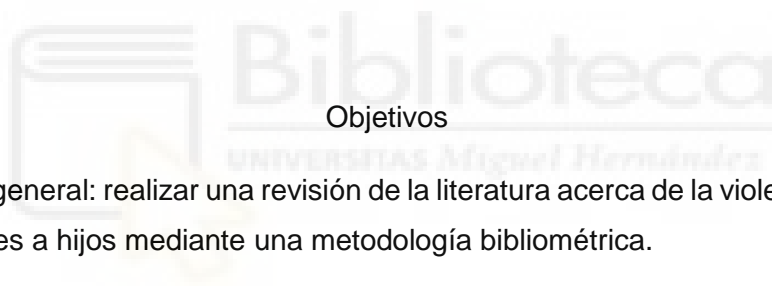 Biblioteca
Objetivos
UNIVERSITAS Miguel Hernández
general: realizar una revisión de la literatura acerca de la viole
es a hijos mediante una metodología bibliométrica.